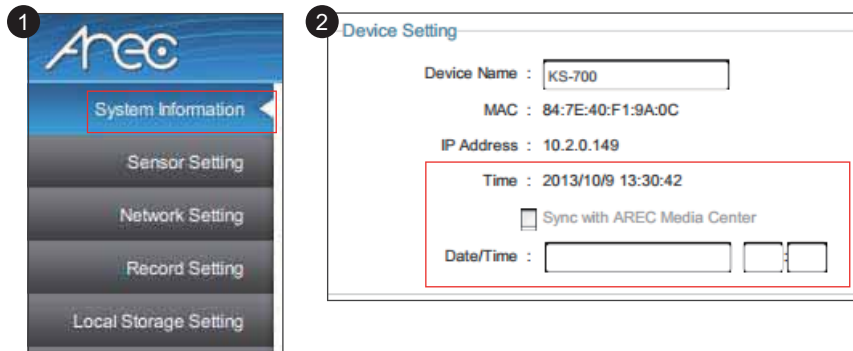 1
Arec
System Information
Sensor Setting
Network Setting
Record Setting
Local Storage Setting
2
Device Setting
Device Name : KS-700
MAC : 84:7E:40:F1:9A:0C
IP Address : 10.2.0.149
Time : 2013/10/9 13:30:42
Sync with AREC Media Center
Date/Time : :